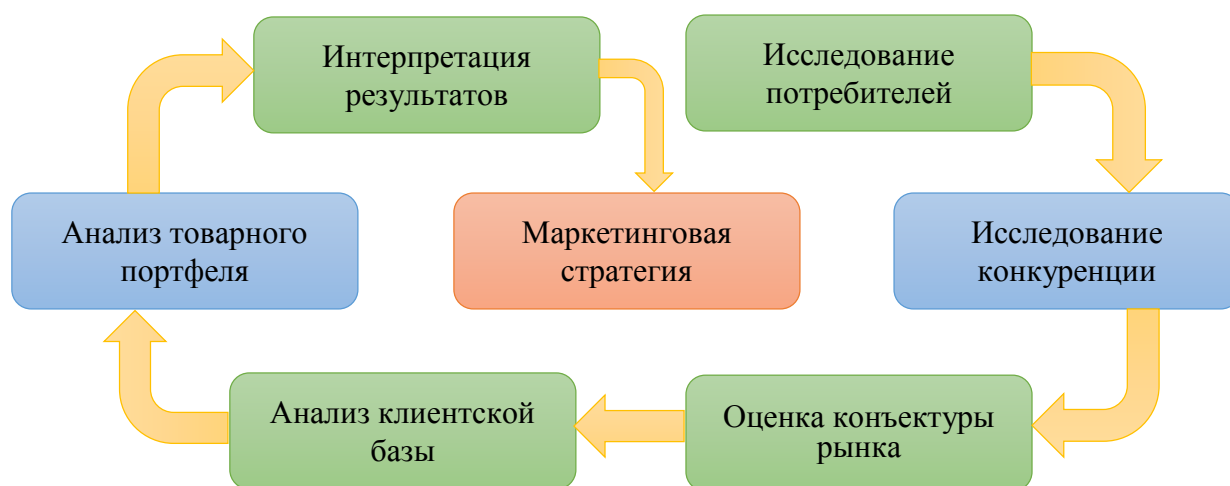 Интерпретация
результатов
Исследование
потребителей
Анализ товарного
портфеля
Маркетинговая
стратегия
Исследование
конкуренции
Анализ клиентской
базы
Оценка конъектуры
рынка